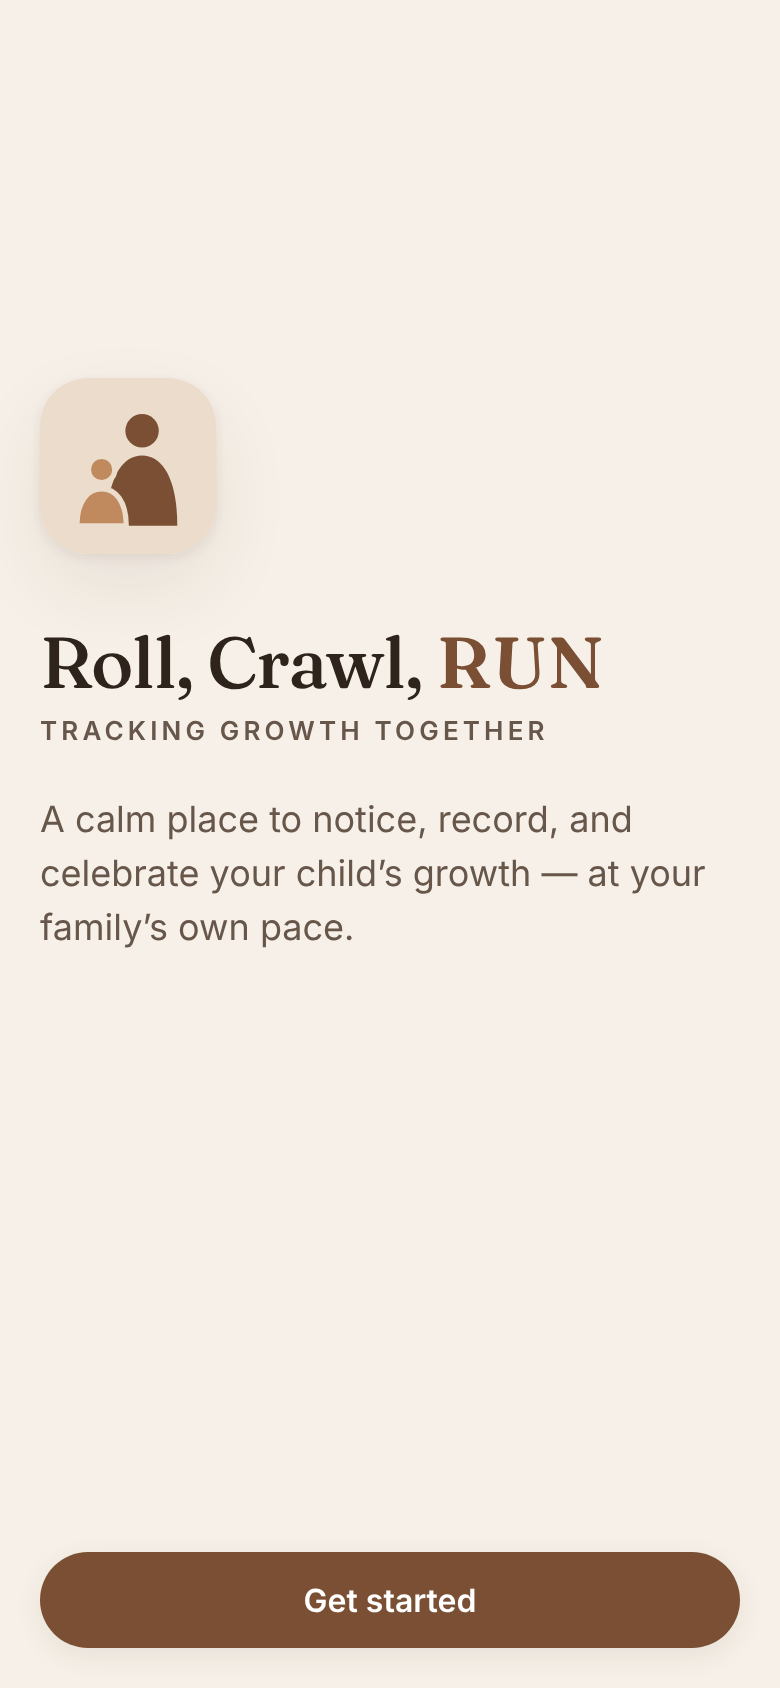 Roll, Crawl, RUN
TRACKING GROWTH TOGETHER
A calm place to notice, record, and
celebrate your child’s growth — at your
family’s own pace.
Get started